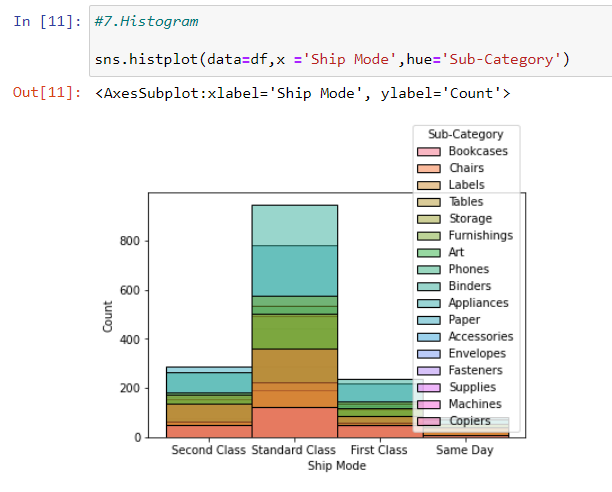 In [11]: #7.Histogram
sns.histplot(data=df,x ='Ship Mode',hue='Sub-Category')
Out[11]: <AxesSubplot:xlabel='Ship Mode', ylabel='Count'>
Sub-Category
Bookcases
Chairs
Labels
Tables
Storage
Furnishings
Art
Phones
Binders
Appliances
Paper
Accessories
Envelopes
Fasteners
Supplies
Machines
Copiers
800
600
400
200
0
Count
Second Class Standard Class First Class Same Day
Ship Mode